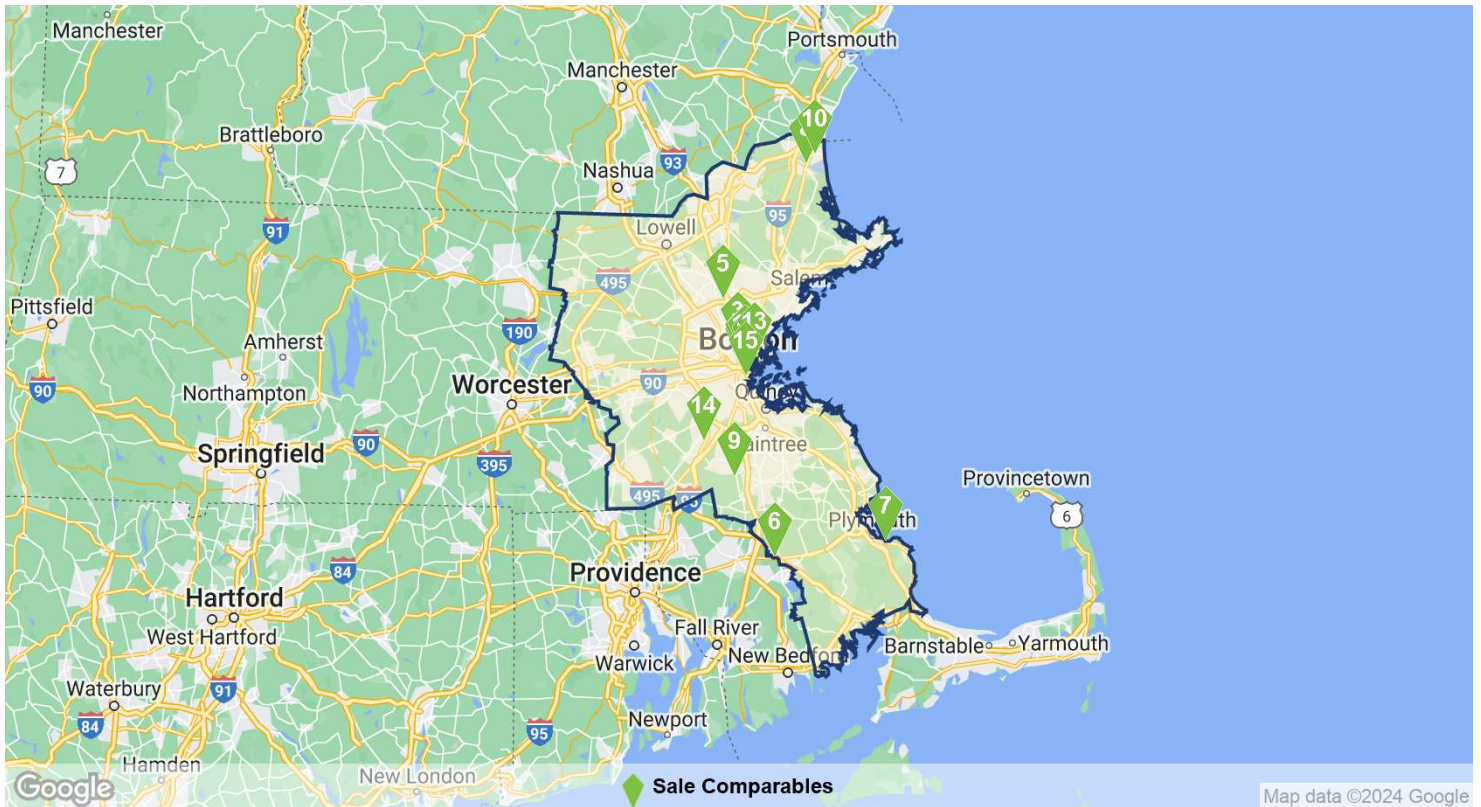 Manchester
Portsmouth
Manchester
10
Brattleboro
93
7
Nashua
95
91
Lowell
5
Salem
495
Pittsfield
13
190
15
Amherst
90
Worcester
90
Northampton
14
9
Springfield
90
395
Provincetown
495
95
7
6
6
Plymouth
84
Providence
Hartford
West Hartford
Fall River
Barnstable
Yarmouth
Warwick
New Bedford
91
Waterbury
84
Newport
95
Hamden
New London
Google
Sale Comparables
Map data ©2024 Google